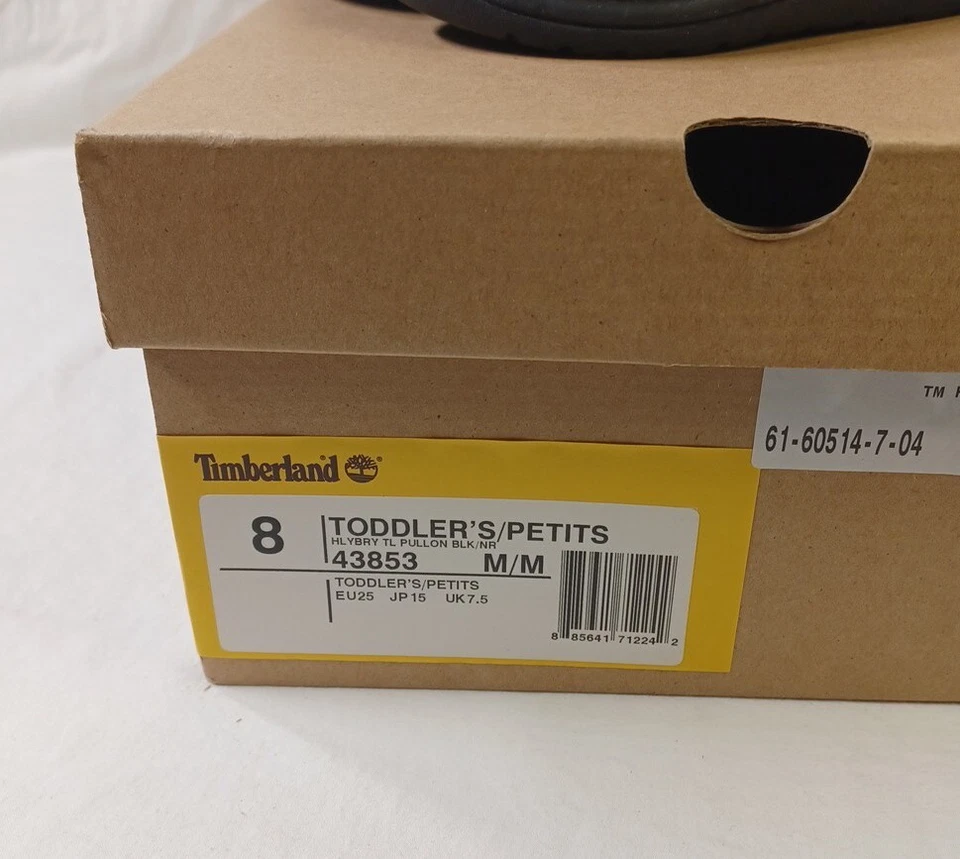 TM
61-60514-7-04
Timberland®
8
TODDLER'S/PETITS
HLYBRY TL PULLON BLK/NR
43853 M/M
TODDLER'S/PETITS
EU25 JP15 UK7.5
8 85641 71224 2